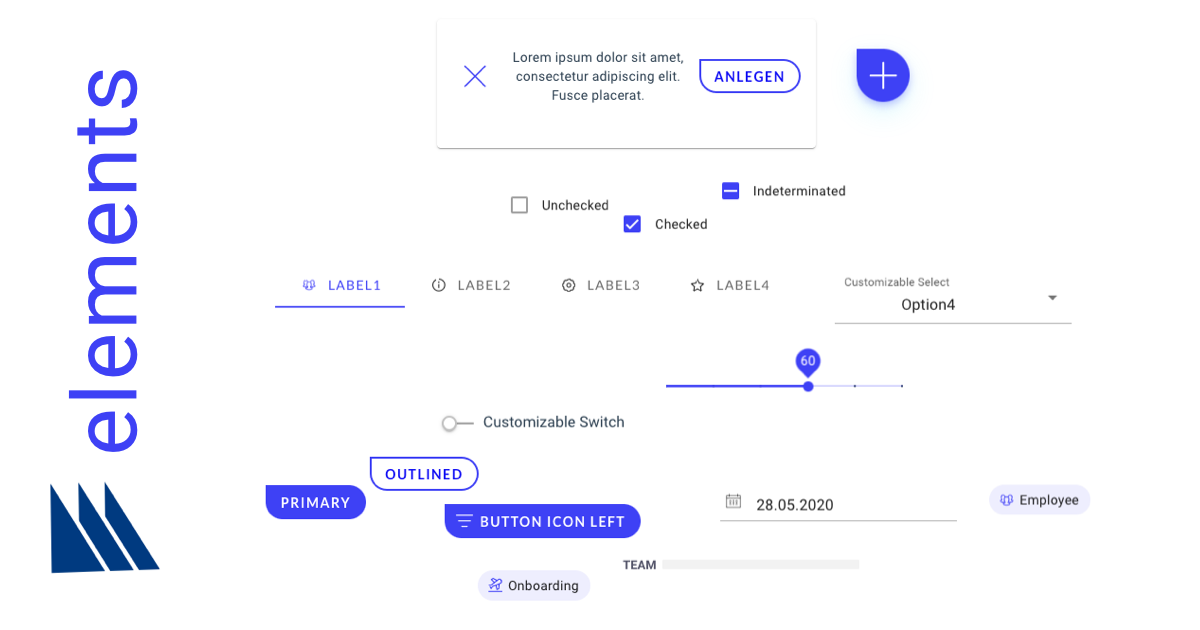 elements
Lorem ipsum dolor sit amet,
consectetur adipiscing elit.
Fusce placerat.
ANLEGEN
Indeterminated
Unchecked
Checked
LABEL1
LABEL2
LABEL3
LABEL4
Customizable Select
Option4
60
Customizable Switch
OUTLINED
PRIMARY
BUTTON ICON LEFT
28.05.2020
Employee
TEAM
Onboarding